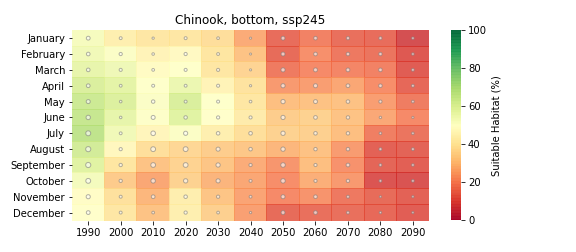 Chinook, bottom, ssp245
January
February
March
April
May
June
July
August
September
October
November
December
1990 2000 2010 2020 2030 2040 2050 2060 2070 2080 2090
100
80
60
40
20
0
Suitable Habitat (%)